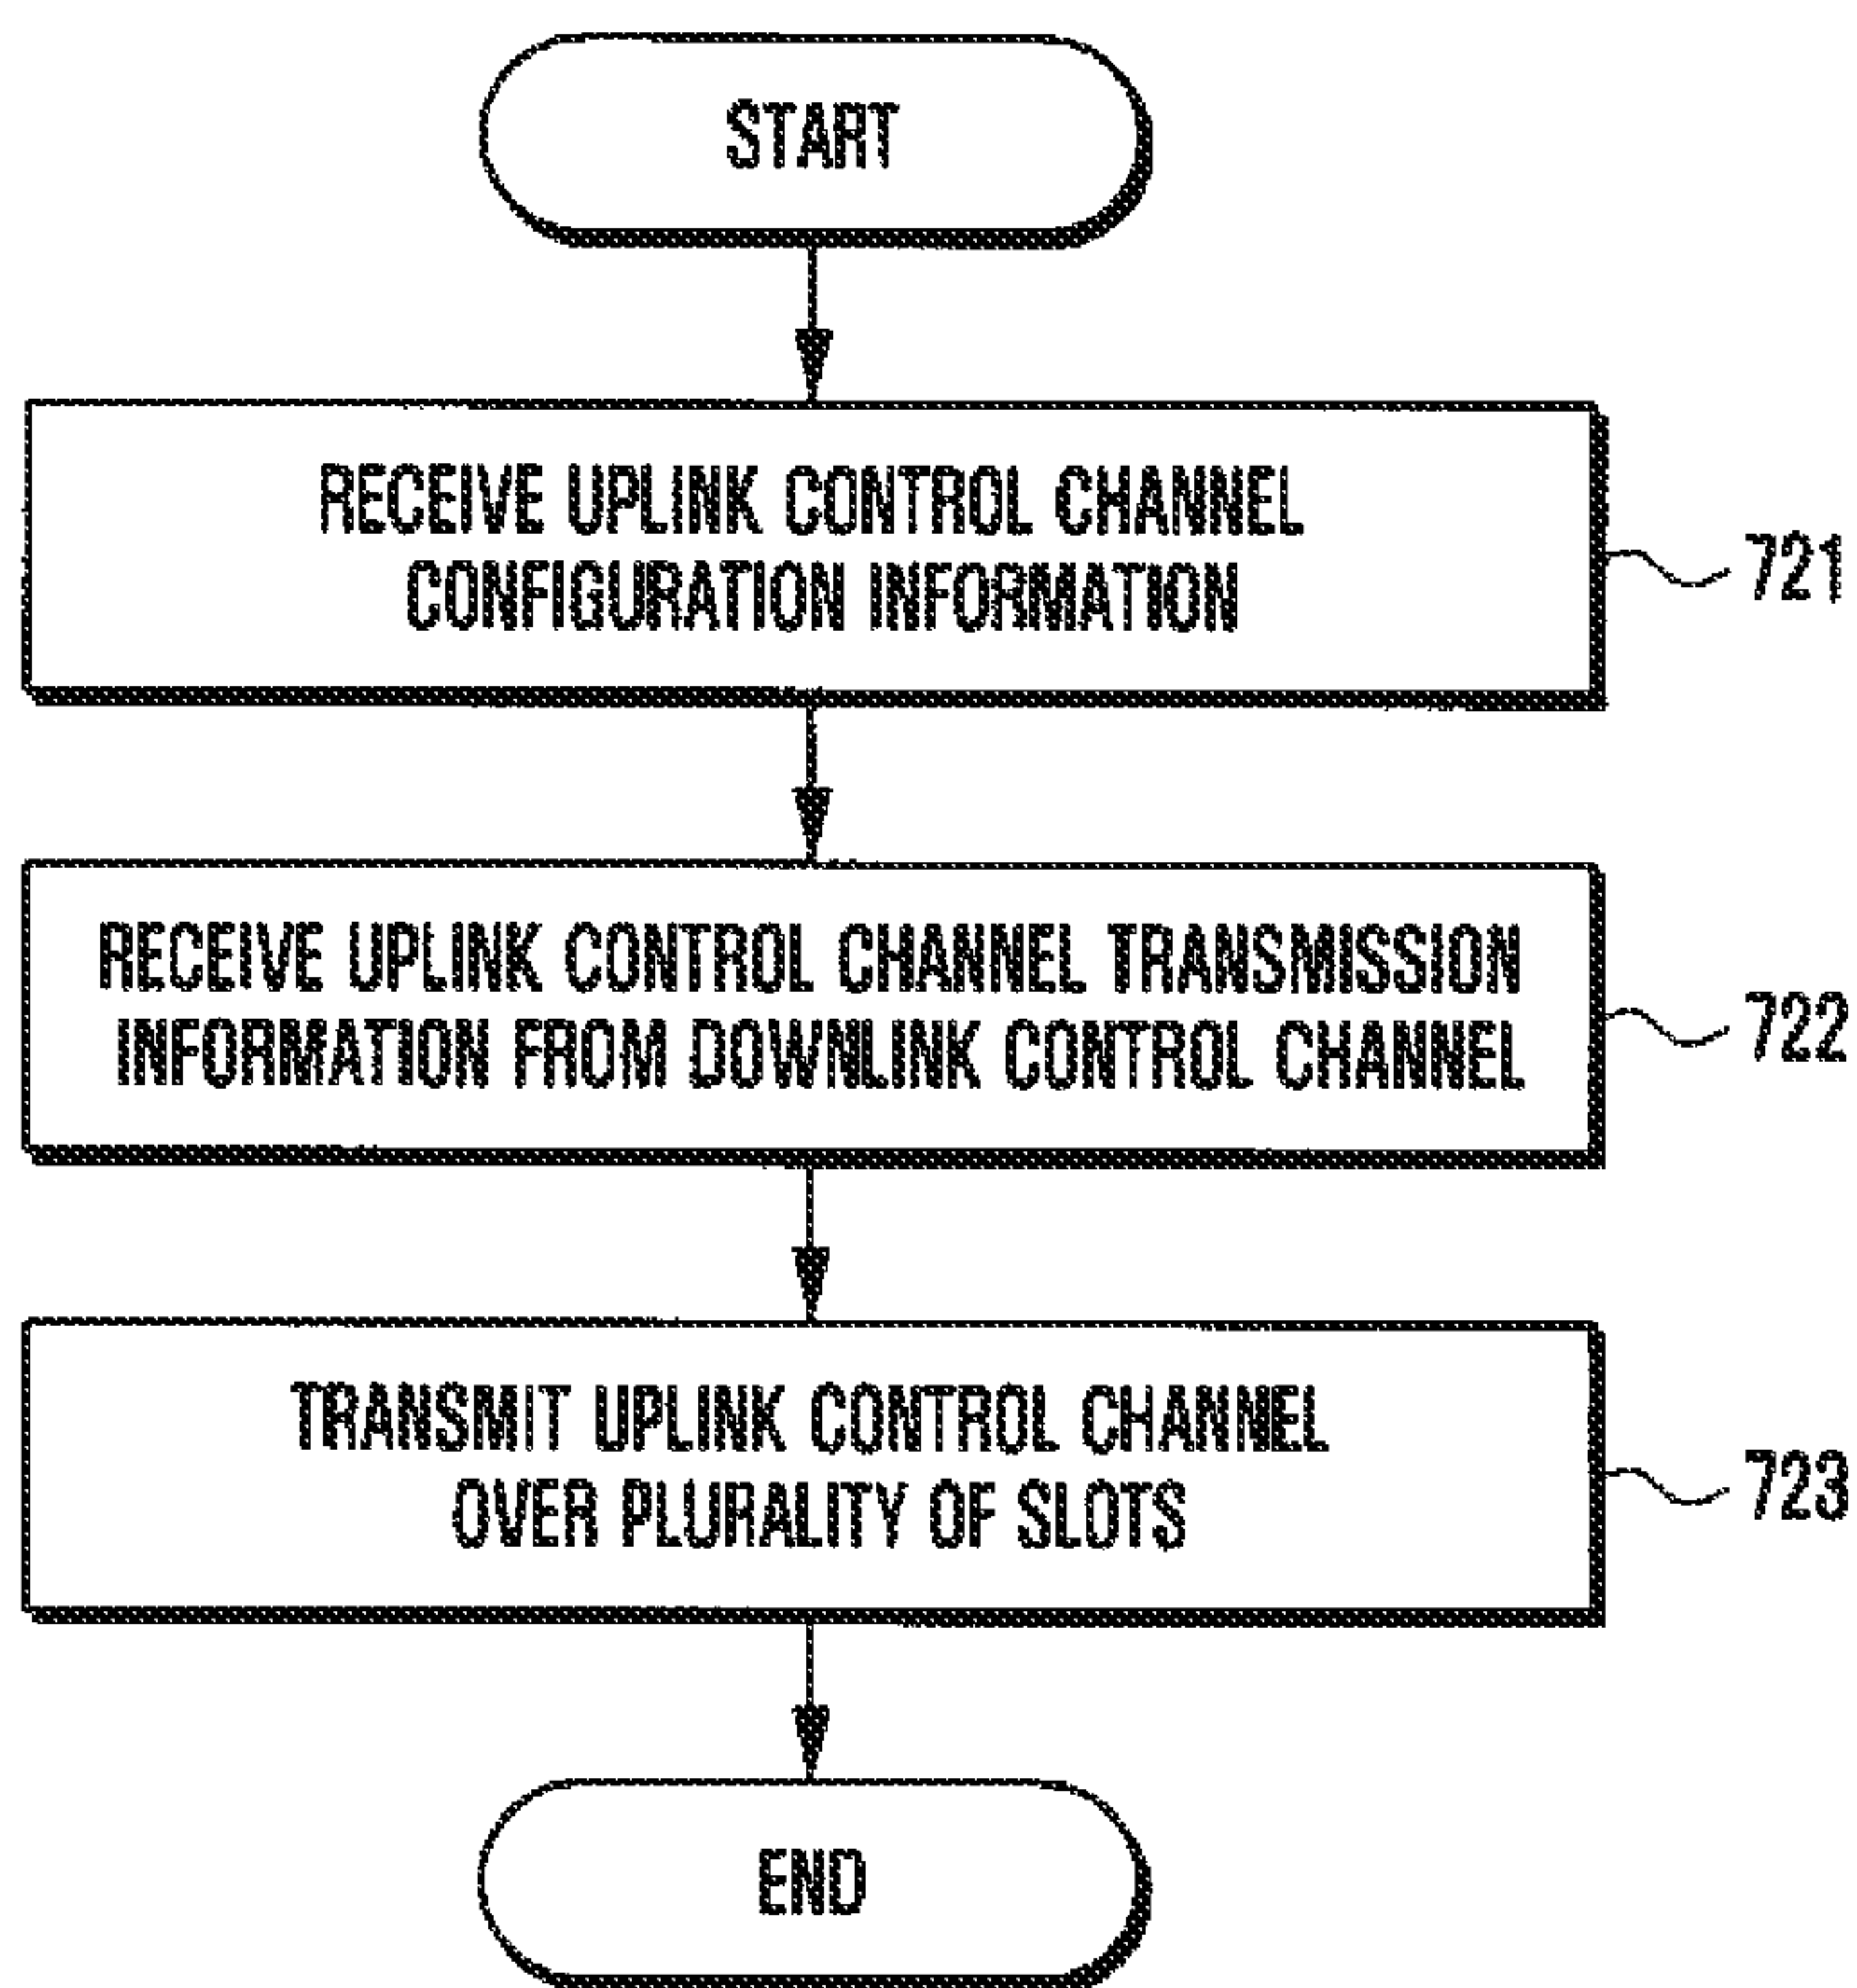 START
RECEIVE UPLINK CONTROL CHANNEL
CONFIGURATION INFORMATION
721
RECEIVE UPLINK CONTROL CHANNEL TRANSMISSION
INFORMATION FROM DOWNLINK CONTROL CHANNEL
722
TRANSMIT UPLINK CONTROL CHANNEL
OVER PLURALITY OF SLOTS
723
END